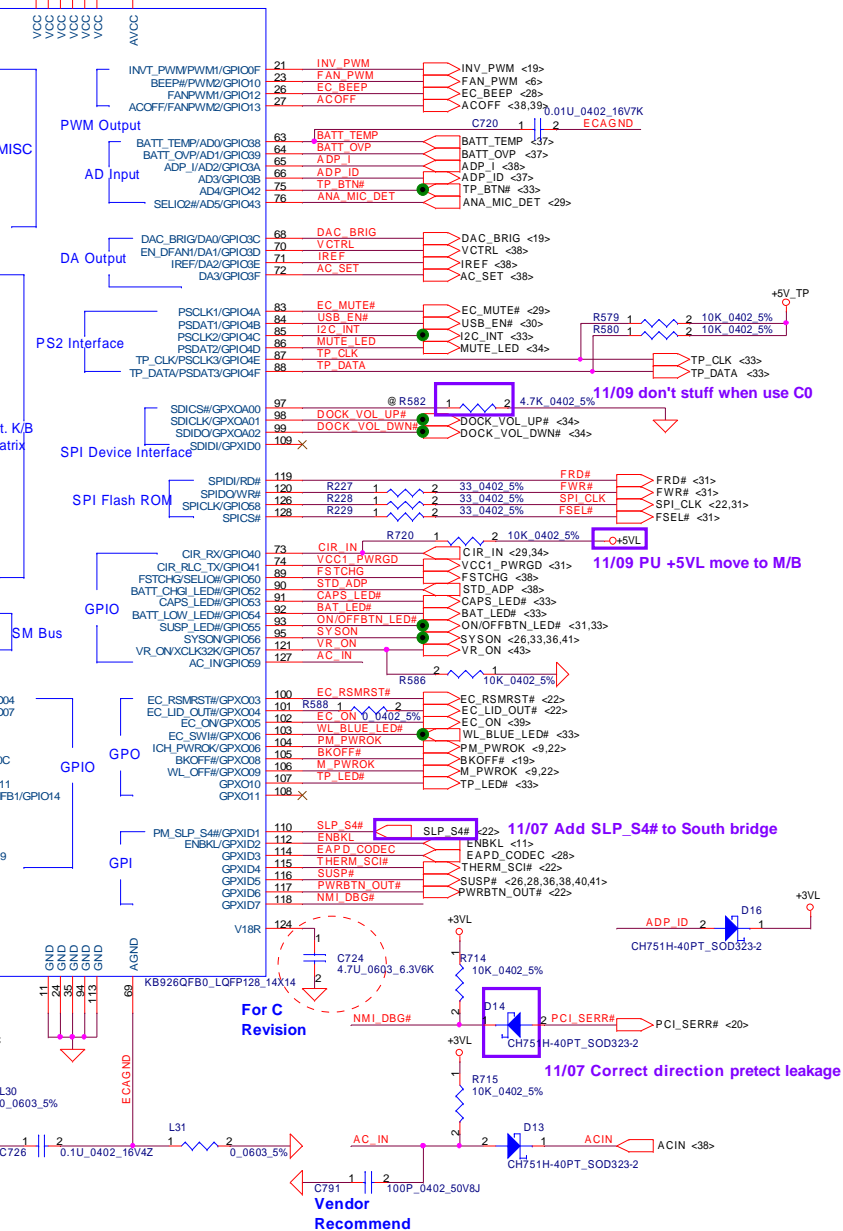 VCC VCC VCC VCC VCC VCC AVCC
INVT_PWM/PWM1/GPIO0F 21 INV_PWM INV_PWM <19>
BEEP#/PWM2/GPIO10 23 FAN_PWM FAN_PWM <6>
FANPWM1/GPIO12 26 EC_BEEP EC_BEEP <28>
ACOFF/FANPWM2/GPIO13 27 ACOFF ACOFF <38,39>
0.01U_0402_16V7K
PWM Output
C720 1 2 ECAGND
MISC
BATT_TEMP/AD0/GPIO38 63 BATT_TEMP BATT_TEMP <37>
BATT_OVP/AD1/GPIO39 64 BATT_OVP BATT_OVP <37>
ADP_I/AD2/GPIO3A 65 ADP_I ADP_I <38>
AD Input
AD3/GPIO3B 66 ADP_ID ADP_ID <37>
AD4/GPIO42 75 TP_BTN# TP_BTN# <33>
SELIO2#/AD5/GPIO43 76 ANA_MIC_DET ANA_MIC_DET <29>
DAC_BRIG/DA0/GPIO3C 68 DAC_BRIG DAC_BRIG <19>
EN_DFAN1/DA1/GPIO3D 70 VCTRL VCTRL <38>
DA Output
IREF/DA2/GPIO3E 71 IREF IREF <38>
DA3/GPIO3F 72 AC_SET AC_SET <38>
+5V_TP
PSCLK1/GPIO4A 83 EC_MUTE# EC_MUTE# <29>
PSDAT1/GPIO4B 84 USB_EN# USB_EN# <30>
R579 1 2 10K_0402_5%
PSCLK2/GPIO4C 85 I2C_INT I2C_INT <33>
R580 1 2 10K_0402_5%
PS2 Interface
PSDAT2/GPIO4D 86 MUTE_LED MUTE_LED <34>
TP_CLK/PSCLK3/GPIO4E 87 TP_CLK TP_CLK <33>
TP_DATA/PSDAT3/GPIO4F 88 TP_DATA TP_DATA <33>
11/09 don't stuff when use C0
SDICS#/GPXOA00 97 @ R582 1 2 4.7K_0402_5%
SDICLK/GPXOA01 98 DOCK_VOL_UP# DOCK_VOL_UP# <34>
SDIDO/GPXOA02 99 DOCK_VOL_DWN# DOCK_VOL_DWN# <34>
SDIDI/GPXID0 109
t. K/B
atrix
SPI Device Interface
SPIDI/RD# 119 FRD# FRD# <31>
SPIDO/WR# 120 R227 1 2 33_0402_5% FWR# FWR# <31>
SPICLK/GPIO58 126 R228 1 2 33_0402_5% SPI_CLK SPI_CLK <22,31>
SPICS# 128 R229 1 2 33_0402_5% FSEL# FSEL# <31>
SPI Flash ROM
R720 1 2 10K_0402_5% +5VL
11/09 PU +5VL move to M/B
CIR_RX/GPIO40 73 CIR_IN CIR_IN <29,34>
CIR_RLC_TX/GPIO41 74 VCC1_PWRGD VCC1_PWRGD <31>
FSTCHG/SELIO#/GPIO50 89 FSTCHG FSTCHG <38>
BATT_CHGI_LED#/GPIO52 90 STD_ADP STD_ADP <38>
CAPS_LED#/GPIO53 91 CAPS_LED# CAPS_LED# <33>
GPIO
BATT_LOW_LED#/GPIO54 92 BAT_LED# BAT_LED# <33>
SUSP_LED#/GPIO55 93 ON/OFFBTN_LED# ON/OFFBTN_LED# <31,33>
SM Bus
SYSON/GPIO56 95 SYSON SYSON <26,33,36,41>
VR_ON/XCLK32K/GPIO57 121 VR_ON VR_ON <43>
AC_IN/GPIO59 127 AC_IN
R586 2 1 10K_0402_5%
EC_RSMRST#/GPXO03 100 EC_RSMRST# EC_RSMRST# <22>
EC_LID_OUT#/GPXO04 101 R588 1 2 0_0402_5% EC_LID_OUT# <22>
EC_ON/GPXO05 102 EC_ON EC_ON <39>
EC_SWI#/GPXO06 103 WL_BLUE_LED# WL_BLUE_LED# <33>
ICH_PWROK/GPXO06 104 PM_PWROK PM_PWROK <9,22>
BKOFF#/GPXO08 105 BKOFF# BKOFF# <19>
WL_OFF#/GPXO09 106 M_PWROK M_PWROK <9,22>
GPXO10 107 TP_LED# TP_LED# <33>
GPXO11 108
GPO
GPIO
O04
O07
0C
11
FB1/GPIO14
9
PM_SLP_S4#/GPXID1 110 SLP_S4# SLP_S4# <22>
11/07 Add SLP_S4# to South bridge
ENBKL/GPXID2 112 ENBKL ENBKL <11>
GPXID3 114 EAPD_CODEC EAPD_CODEC <28>
GPI
GPXID4 115 THERM_SCI# THERM_SCI# <22>
GPXID5 116 SUSP# SUSP# <26,28,36,38,40,41>
GPXID6 117 PWRBTN_OUT# PWRBTN_OUT# <22>
GPXID7 118 NMI_DBG#
V18R 124
+3VL
+3VL
ADP_ID 2 D16 1
CH751H-40PT_SOD323-2
GND GND GND GND GND AGND
11 24 35 94 113 69
KB926QFB0_LQFP128_14X14
1 C724 2
4.7U_0603_6.3V6K
1 R714 2
10K_0402_5%
For C
Revision
NMI_DBG# 1 D14 2 PCI_SERR# PCI_SERR# <20>
CH751H-40PT_SOD323-2
11/07 Correct direction pretect leakage
+3VL
1 R715 2
10K_0402_5%
ECAGND
L30
0_0603_5%
C726 1 2 0.1U_0402_16V4Z
L31 1 2 0_0603_5%
AC_IN 2 D13 1 ACIN ACIN <38>
CH751H-40PT_SOD323-2
C791 1 2 100P_0402_50V8J
Vendor
Recommend